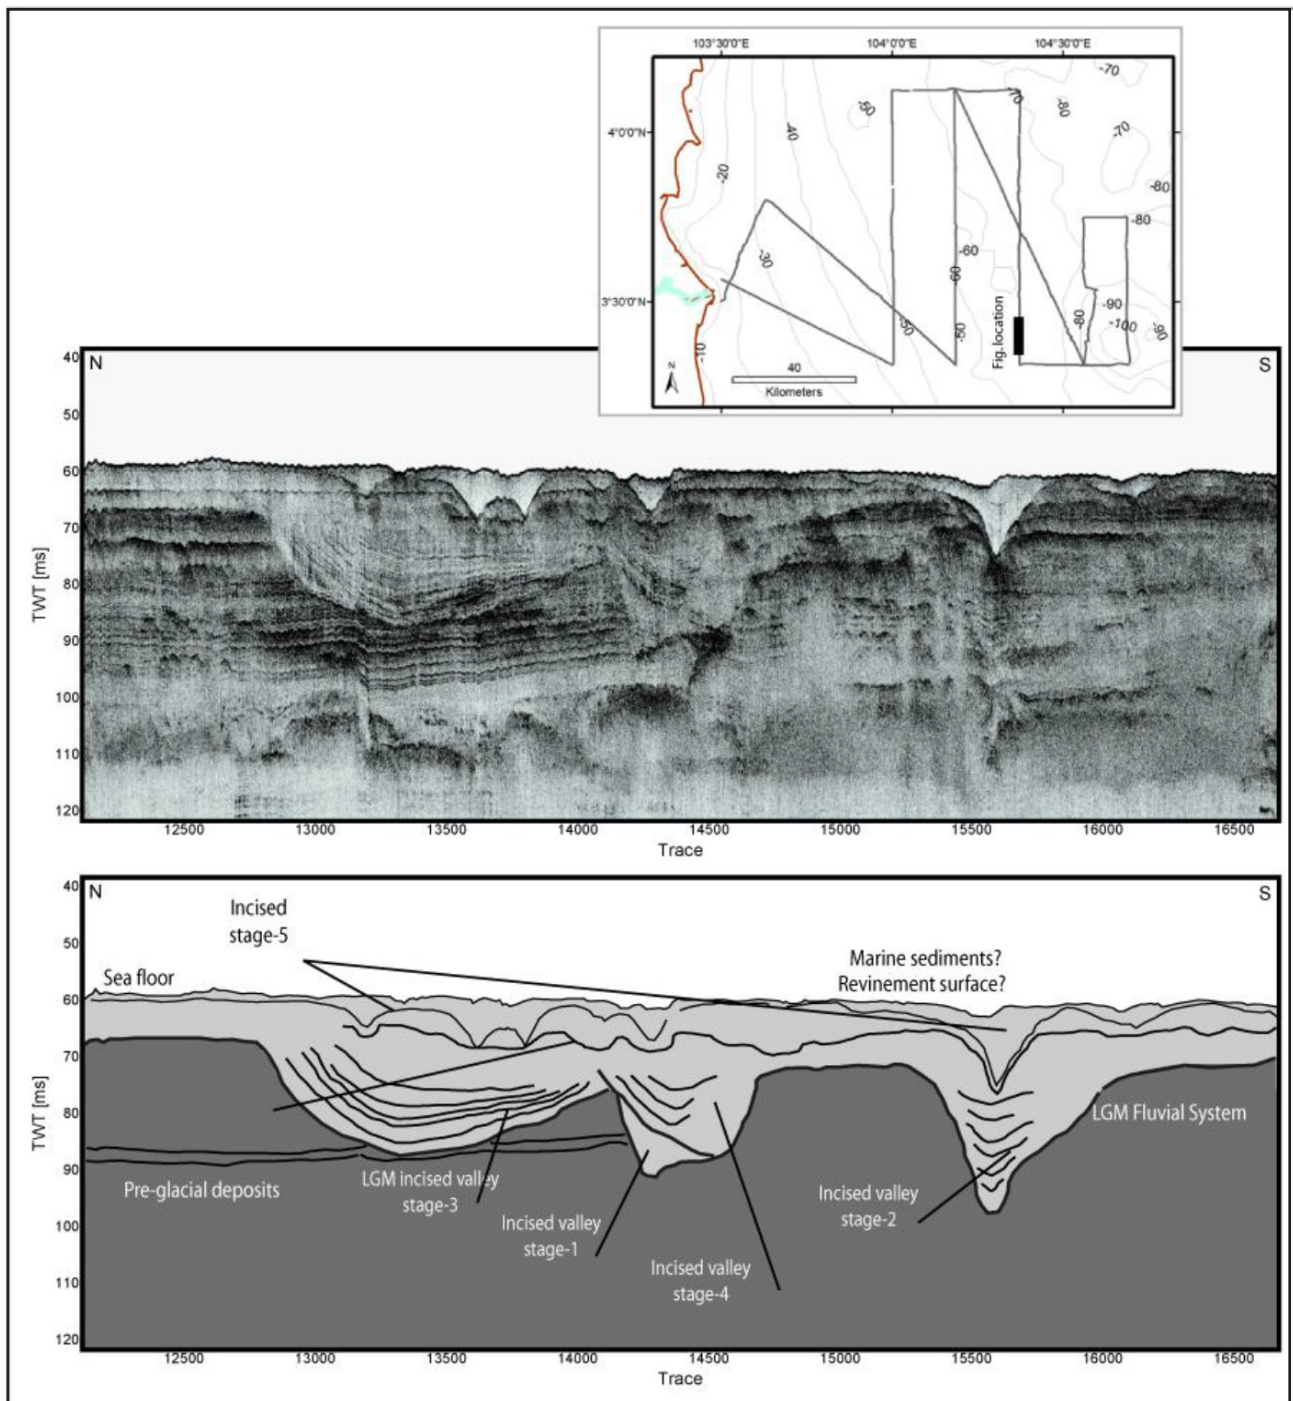 103°30'0"E 104°0'0"E 104°30'0"E
-70
-50
-70
-80
4°0'0"N
-40
-70
-20
-80
-80
-30
-60
-60
3°30'0"N
-90
-50
-50
-80
-100
-90
-10
Fig.location
N
40
Kilometers
N
S
40
50
60
70
80
90
100
110
120
TWT [ms]
12500 13000 13500 14000 14500 15000 15500 16000 16500
Trace
N
S
40
50
60
70
80
90
100
110
120
TWT [ms]
Incised
stage-5
Sea floor
Marine sediments?
Revinement surface?
LGM Fluvial System
Pre-glacial deposits
LGM incised valley
stage-3
Incised valley
stage-1
Incised valley
stage-4
Incised valley
stage-2
12500 13000 13500 14000 14500 15000 15500 16000 16500
Trace